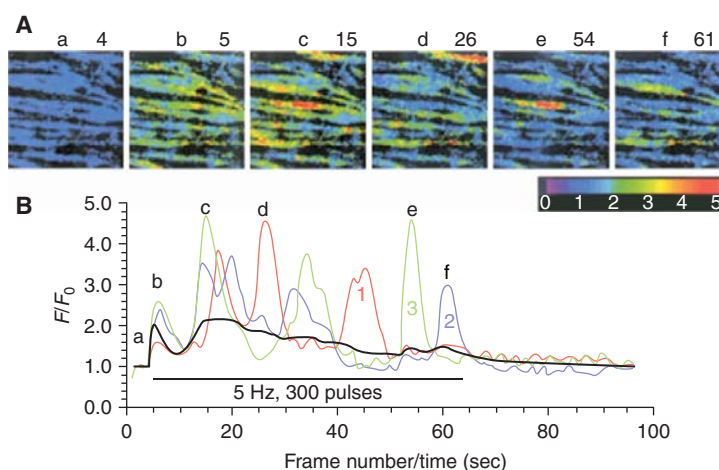 A a 4 b 5 c 15 d 26 e 54 f 61
0 1 2 3 4 5
B
5.0
4.0
3.0
2.0
1.0
0.0
F/F0
a
b
c
d
e
f
1
3
2
5 Hz, 300 pulses
0 20 40 60 80 100
Frame number/time (sec)